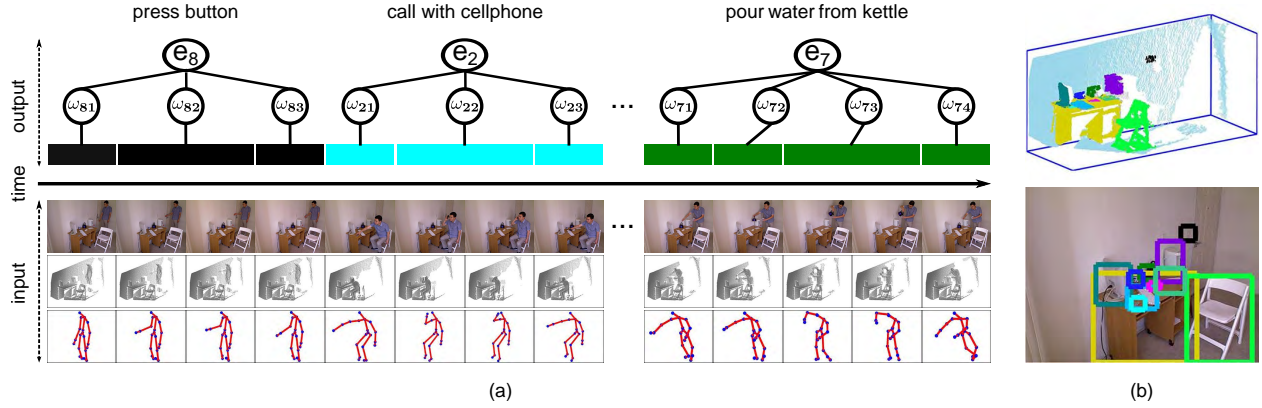 press button
call with cellphone
pour water from kettle
output
e₈
e₂
e₇
ω₈₁
ω₈₂
ω₈₃
ω₂₁
ω₂₂
ω₂₃
...
ω₇₁
ω₇₂
ω₇₃
ω₇₄
time
input
...
(a)
(b)